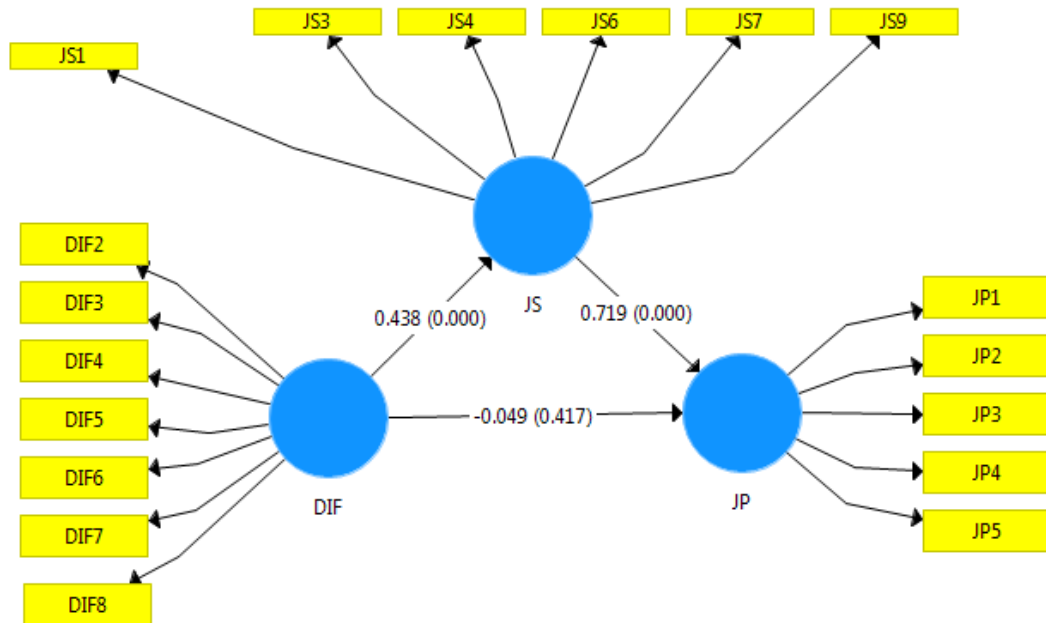 JS3
JS4
JS6
JS7
JS9
JS1
DIF2
DIF3
DIF4
DIF5
DIF6
DIF7
DIF8
0.438 (0.000)
JS
0.719 (0.000)
-0.049 (0.417)
DIF
JP
JP1
JP2
JP3
JP4
JP5